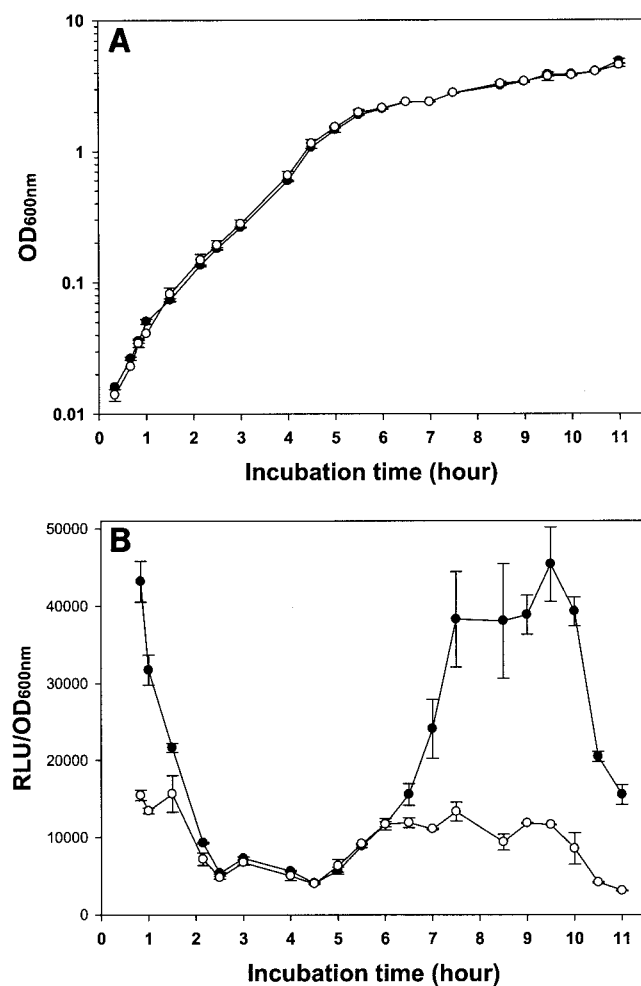 A
10
1
0.1
0.01
OD600nm
0 1 2 3 4 5 6 7 8 9 10 11
Incubation time (hour)
B
50000
40000
30000
20000
10000
0
RLU/OD600nm
0 1 2 3 4 5 6 7 8 9 10 11
Incubation time (hour)